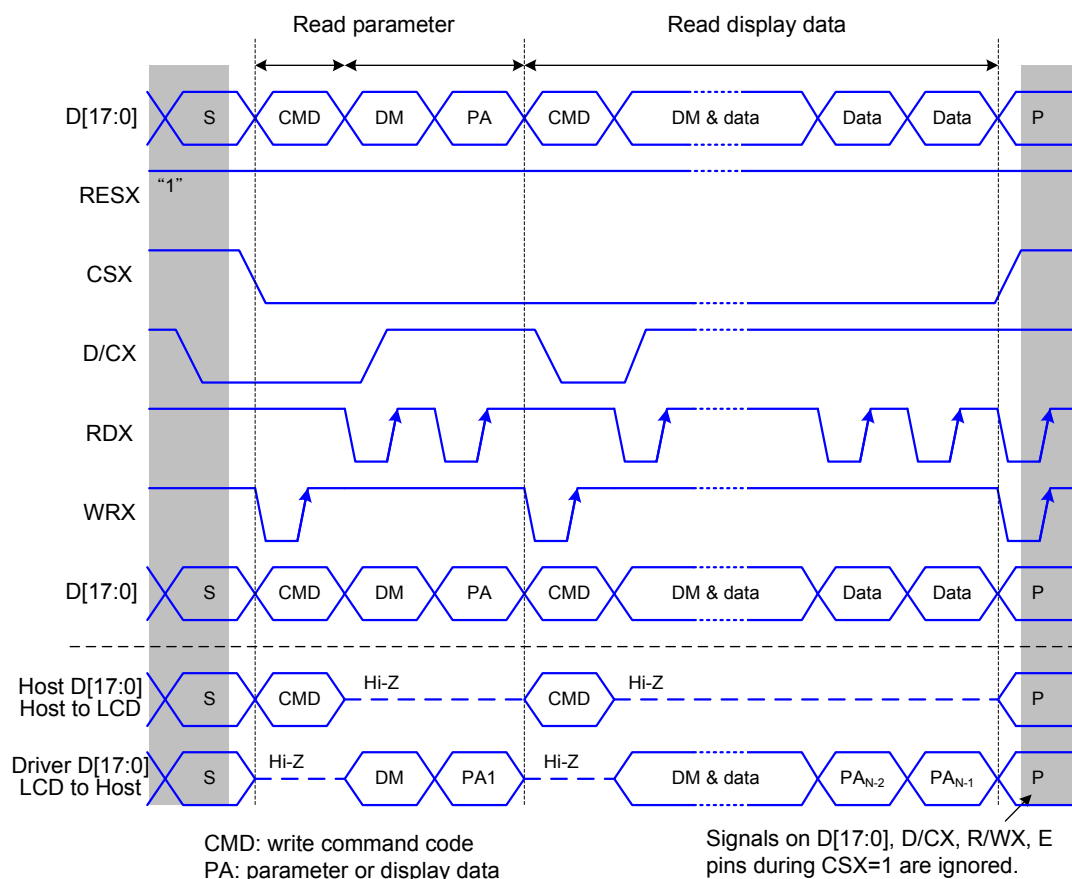 Read parameter
Read display data
D[17:0]
S
CMD
DM
PA
CMD
DM & data
Data
Data
P
RESX
“1”
CSX
D/CX
RDX
WRX
D[17:0]
S
CMD
DM
PA
CMD
DM & data
Data
Data
P
Host D[17:0]
Host to LCD
S
CMD
Hi-Z
CMD
Hi-Z
P
Driver D[17:0]
LCD to Host
S
Hi-Z
DM
PA1
Hi-Z
DM & data
PAN-2
PAN-1
P
CMD: write command code
PA: parameter or display data
Signals on D[17:0], D/CX, R/WX, E
pins during CSX=1 are ignored.